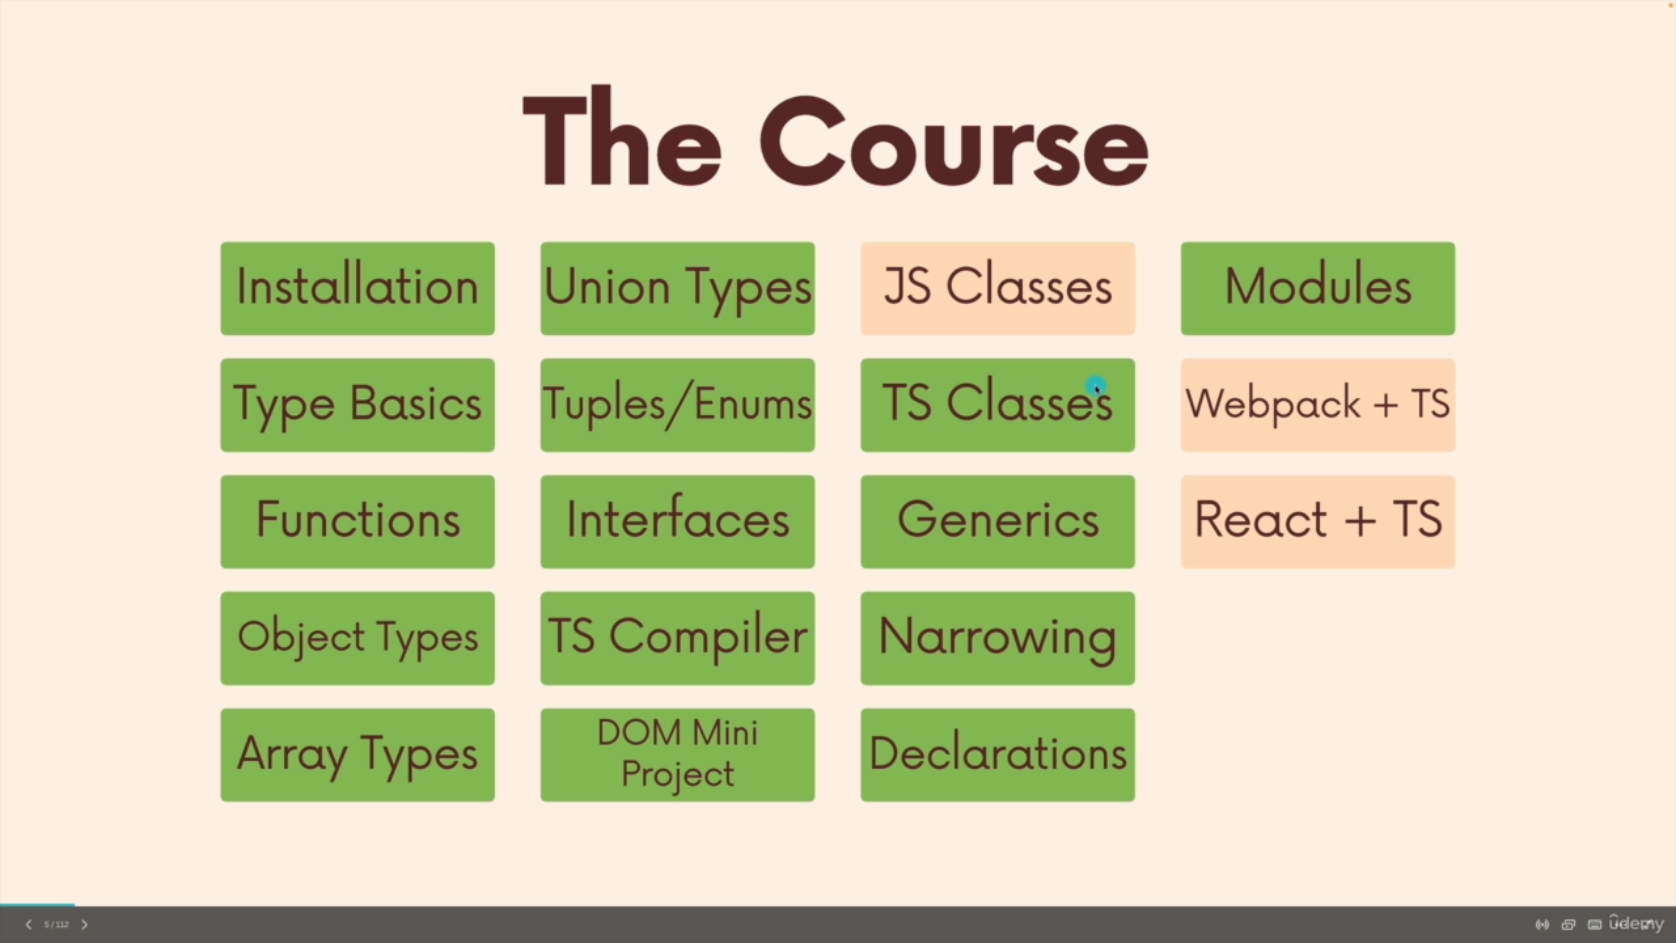 The Course
Installation
Union Types
JS Classes
Modules
Type Basics
Tuples/Enums
TS Classes
Webpack + TS
Functions
Interfaces
Generics
React + TS
Object Types
TS Compiler
Narrowing
Array Types
DOM Mini
Project
Declarations
5 / 112
ûdemy